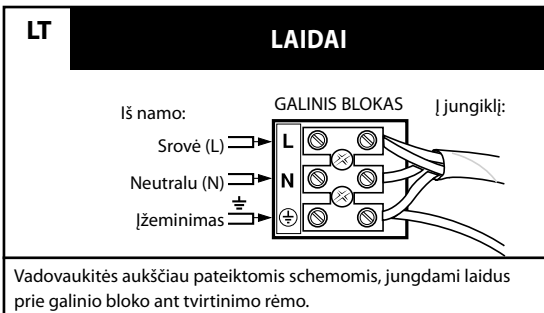 LT
LAIDAI
Iš namo:
GALINIS BLOKAS
Į jungiklį:
Srovė (L)
L
Neutralu (N)
N
Įžeminimas
Vadovaukitės aukščiau pateiktomis schemomis, jungdami laidus
prie galinio bloko ant tvirtinimo rėmo.